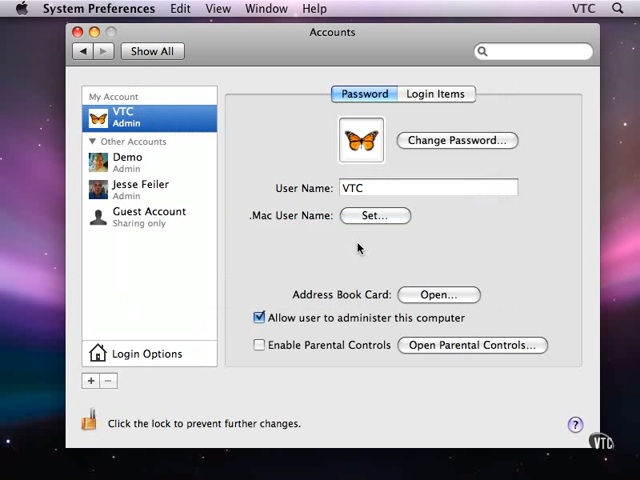 System Preferences Edit View Window Help VTC
Accounts
Show All
My Account
VTC
Admin
Other Accounts
Demo
Admin
Jesse Feiler
Admin
Guest Account
Sharing only
Login Options
Password Login Items
Change Password...
User Name: VTC
.Mac User Name: Set...
Address Book Card: Open...
Allow user to administer this computer
Enable Parental Controls Open Parental Controls...
Click the lock to prevent further changes.
?
VTC